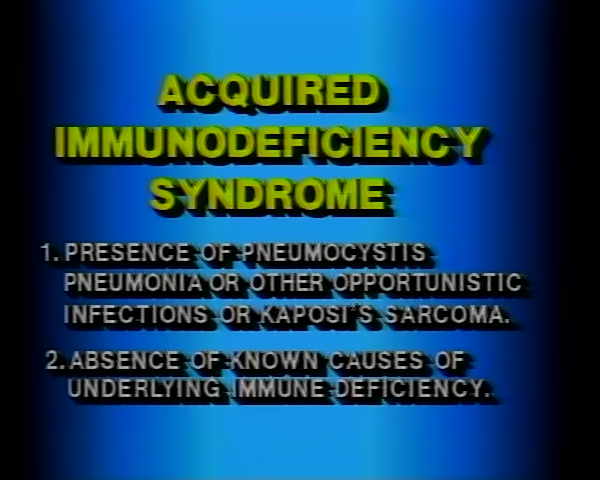 ACQUIRED
IMMUNODEFICIENCY
SYNDROME
1. PRESENCE OF PNEUMOCYSTIS
PNEUMONIA OR OTHER OPPORTUNISTIC
INFECTIONS OR KAPOSI'S SARCOMA.
2. ABSENCE OF KNOWN CAUSES OF
UNDERLYING IMMUNE DEFICIENCY.